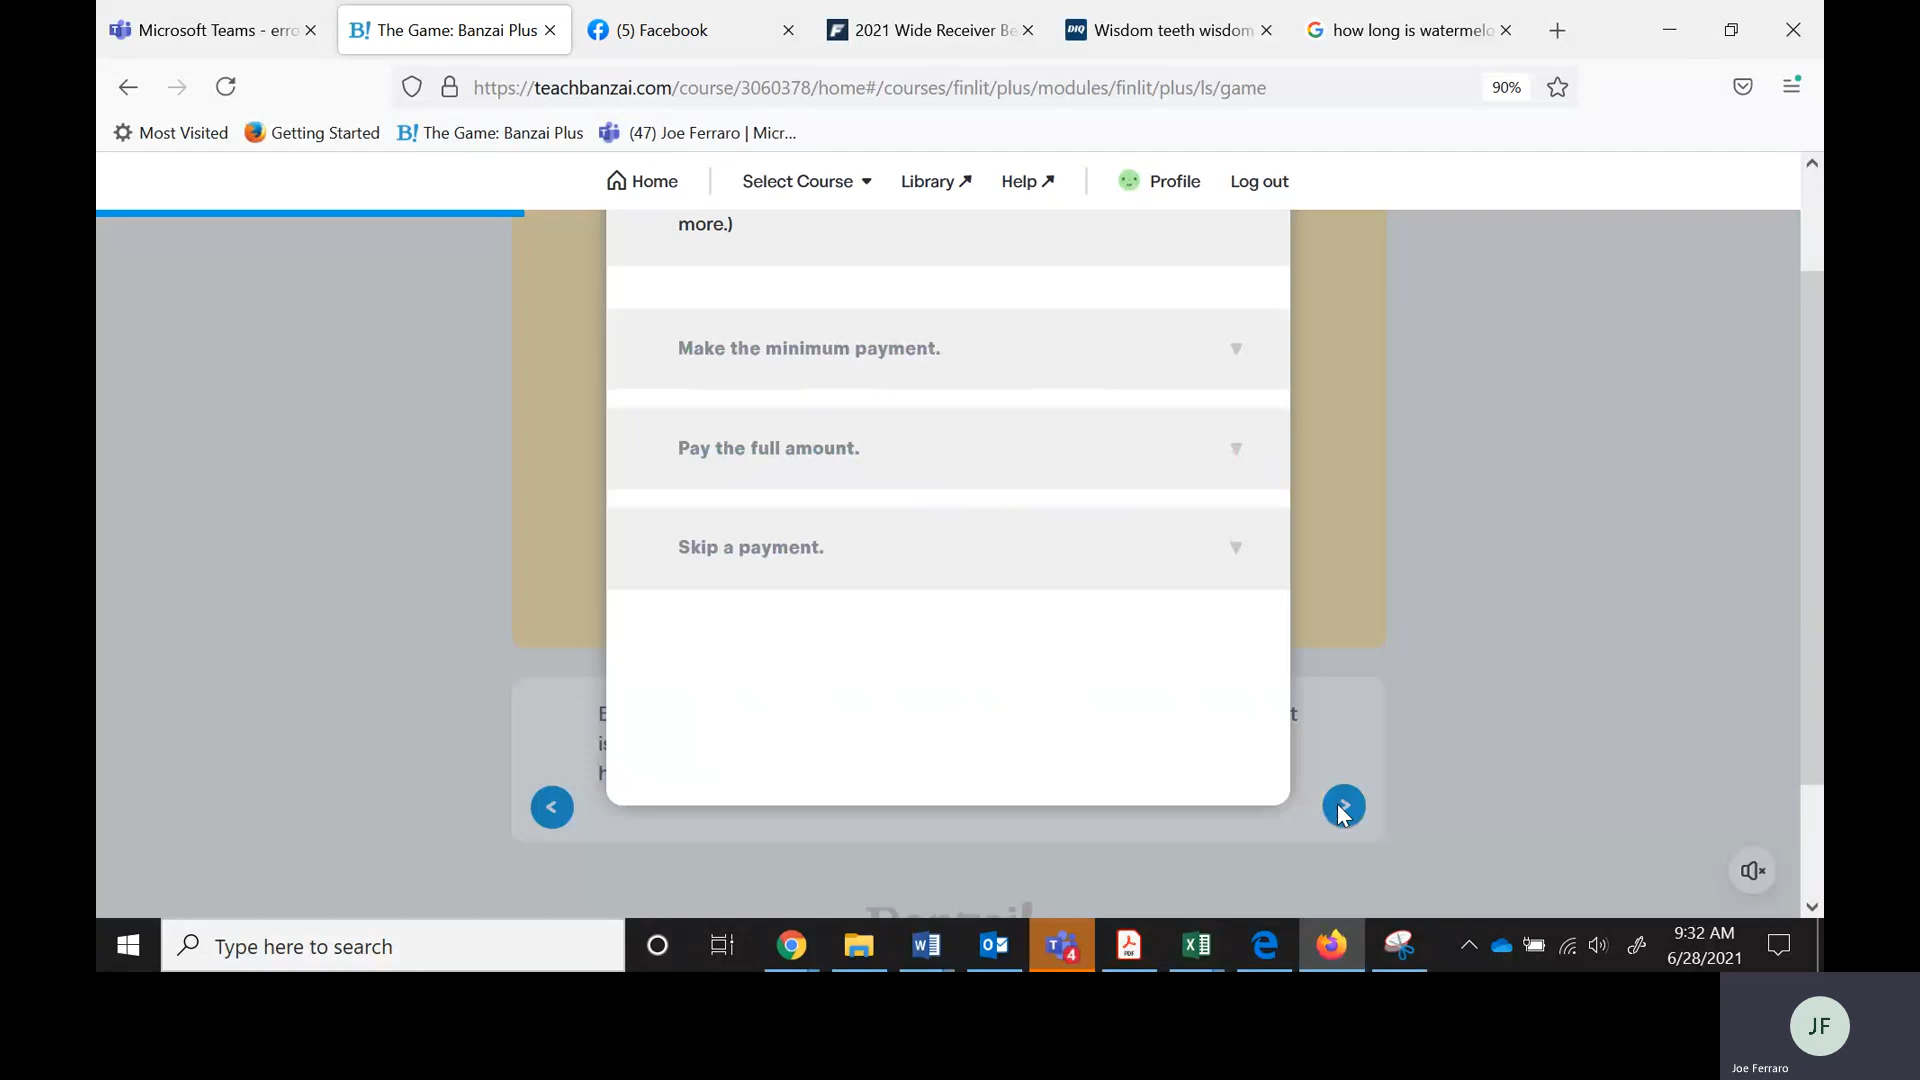 Microsoft Teams - erro
B! The Game: Banzai Plus
(5) Facebook
2021 Wide Receiver Be
DIQ Wisdom teeth wisdom
how long is watermelo
https://teachbanzai.com/course/3060378/home#/courses/finlit/plus/modules/finlit/plus/ls/game
90%
Most Visited
Getting Started
B! The Game: Banzai Plus
(47) Joe Ferraro | Micr...
Home
Select Course
Library
Help
Profile
Log out
more.)
Make the minimum payment.
Pay the full amount.
Skip a payment.
Banzai!
Type here to search
4
9:32 AM
6/28/2021
JF
Joe Ferraro